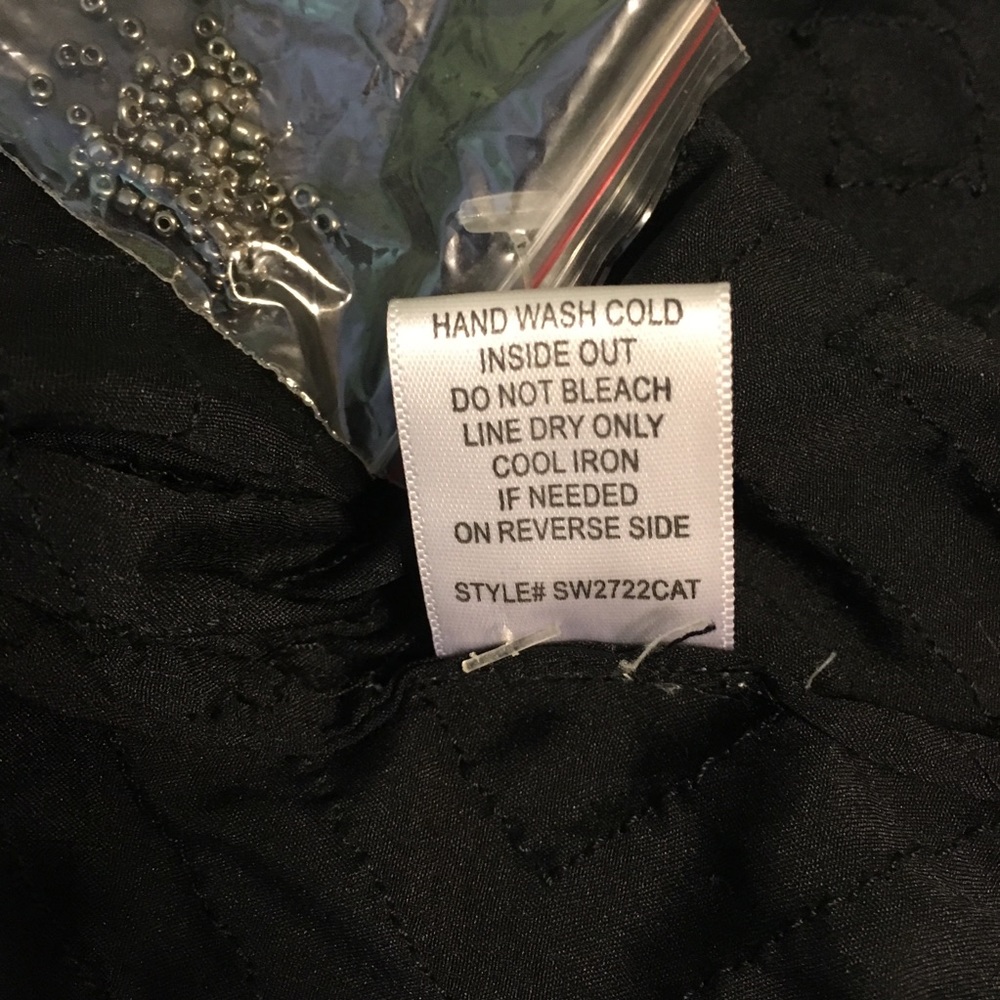 HAND WASH COLD
INSIDE OUT
DO NOT BLEACH
LINE DRY ONLY
COOL IRON
IF NEEDED
ON REVERSE SIDE
STYLE# SW2722CAT